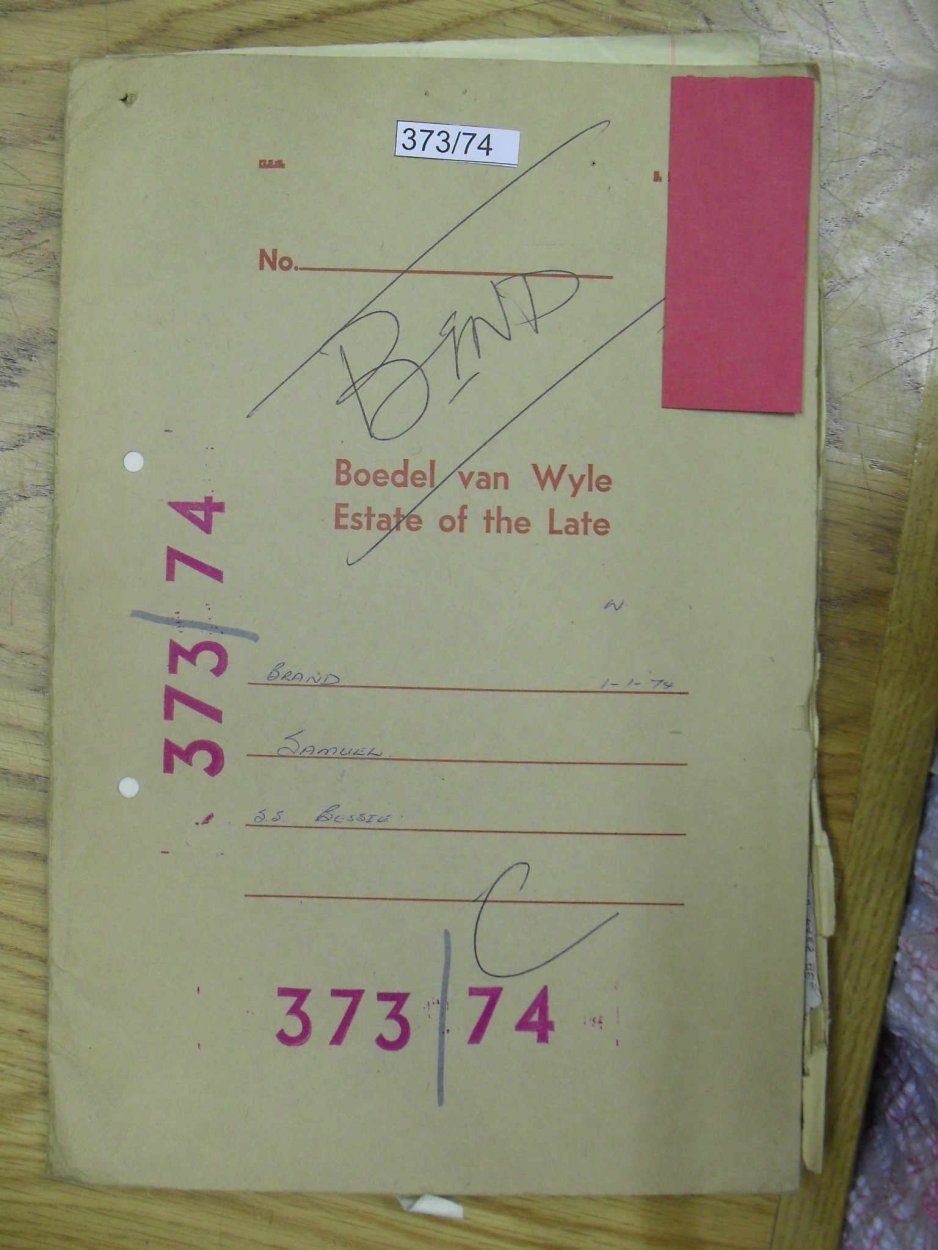 373/74
No.
BIND
Boedel van Wyle
Estate of the Late
W.
BRAND 1-1-'74
SAMUEL
S.S. BESSIE
C
373/74
373/74